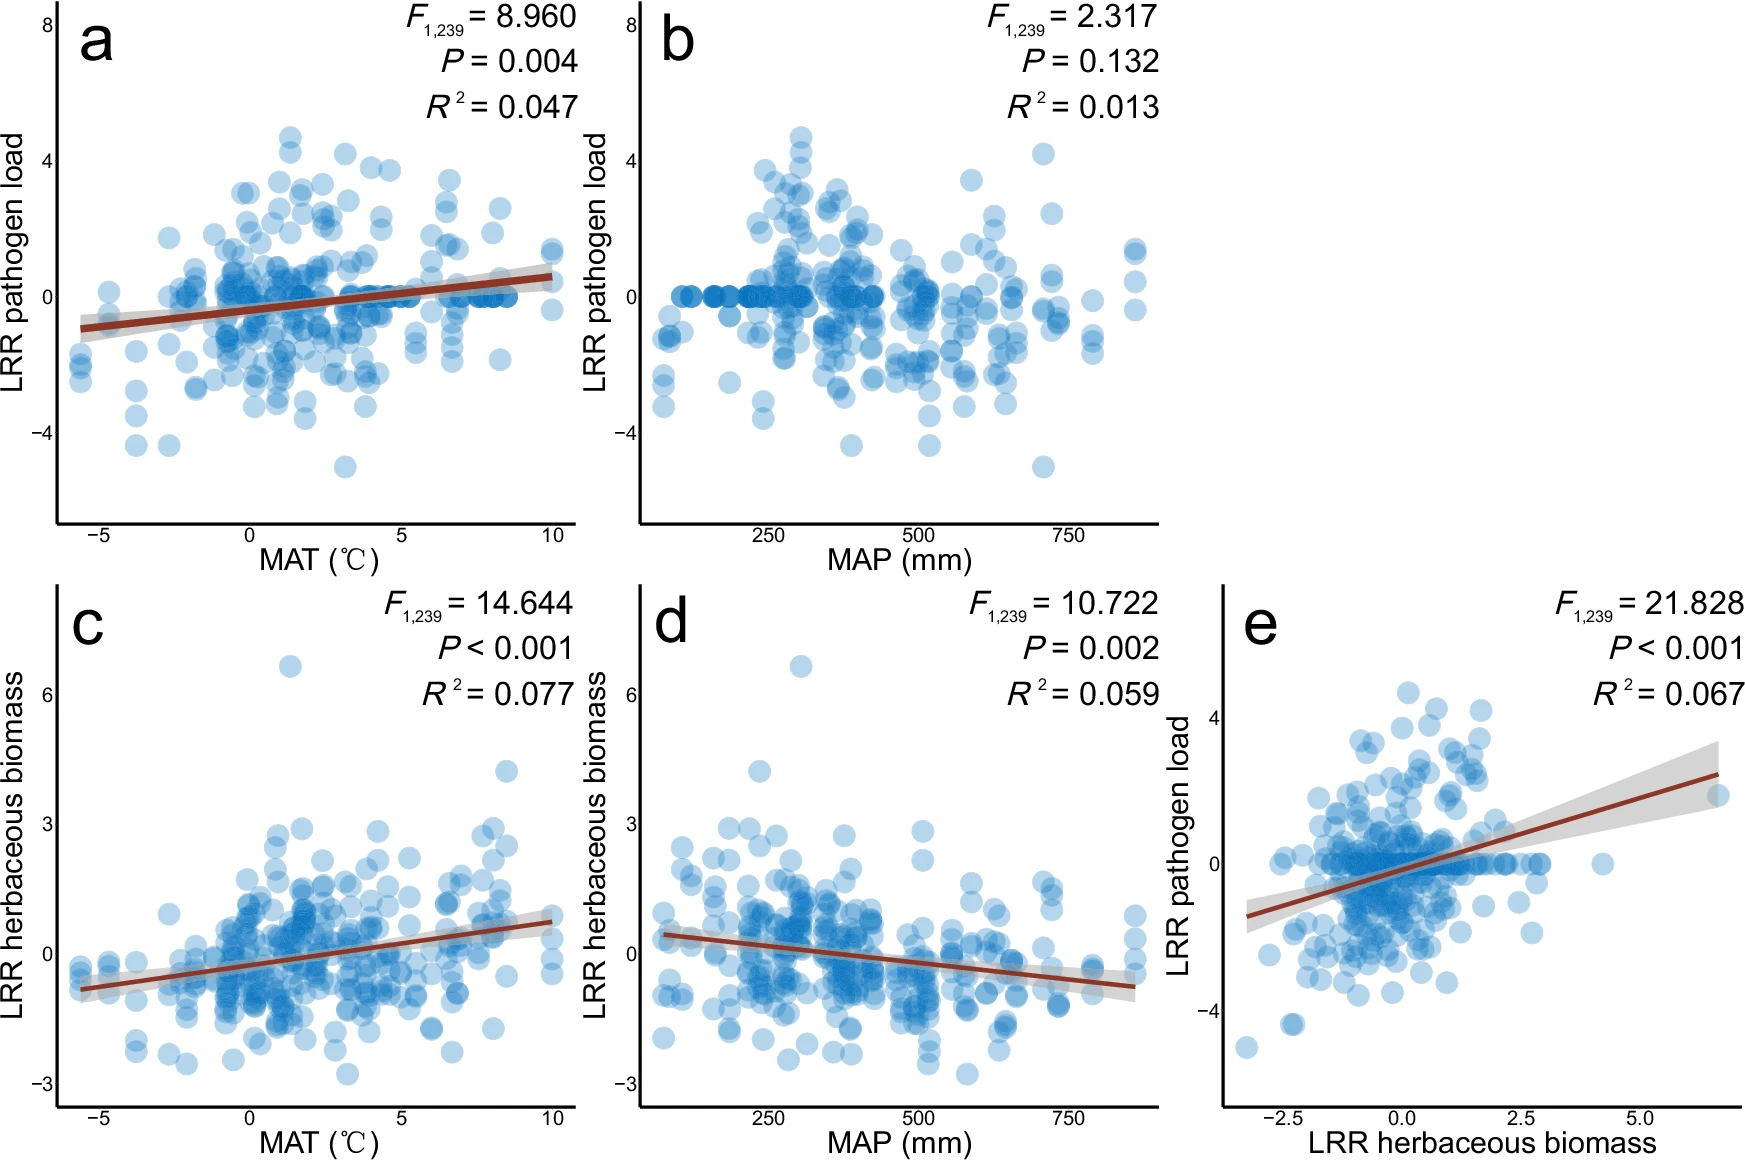 a
F1,239 = 8.960
P = 0.004
R2 = 0.047
8
4
0
−4
LRR pathogen load
−5
0
5
10
MAT (℃)
b
F1,239 = 2.317
P = 0.132
R2 = 0.013
8
4
0
−4
LRR pathogen load
250
500
750
MAP (mm)
c
F1,239 = 14.644
P < 0.001
R2 = 0.077
6
3
0
−3
LRR herbaceous biomass
−5
0
5
10
MAT (℃)
d
F1,239 = 10.722
P = 0.002
R2 = 0.059
6
3
0
−3
LRR herbaceous biomass
250
500
750
MAP (mm)
e
F1,239 = 21.828
P < 0.001
R2 = 0.067
4
0
−4
LRR pathogen load
−2.5
0.0
2.5
5.0
LRR herbaceous biomass